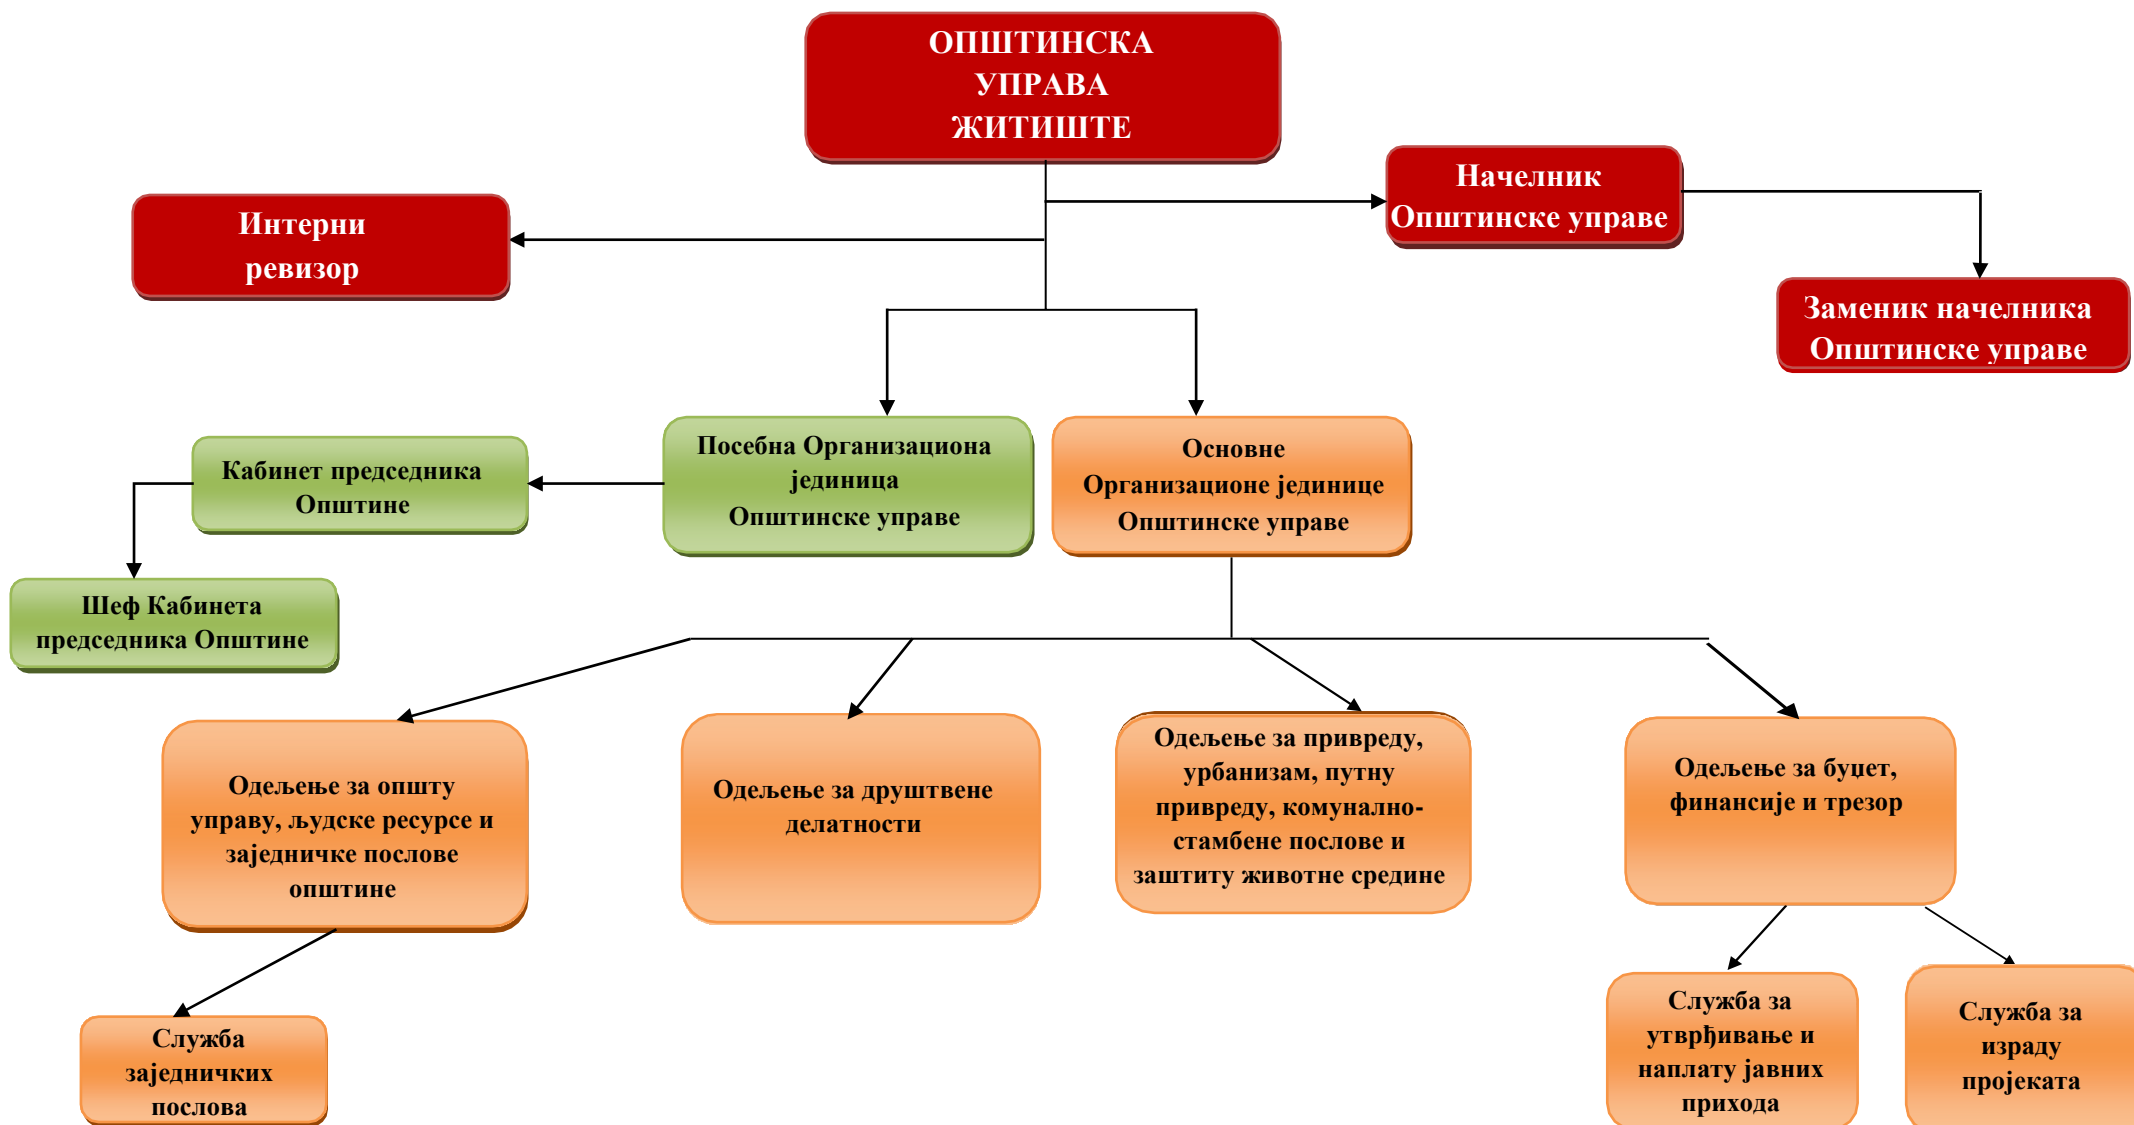 ОПШТИНСКА
УПРАВА
ЖИТИШТЕ
Начелник
Општинске управе
Интерни
ревизор
Заменик начелника
Општинске управе
Посебна Организациона
јединица
Општинске управе
Основне
Организационе јединице
Општинске управе
Кабинет председника
Општине
Шеф Кабинета
председника Општине
Одељење за општу
управу, људске ресурсе и
заједничке послове
општине
Одељење за друштвене
делатности
Одељење за привреду,
урбанизам, путну
привреду, комунално-
стамбене послове и
заштиту животне средине
Одељење за буџет,
финансије и трезор
Служба
заједничких
послова
Служба за
утврђивање и
наплату јавних
прихода
Служба за
израду
пројеката